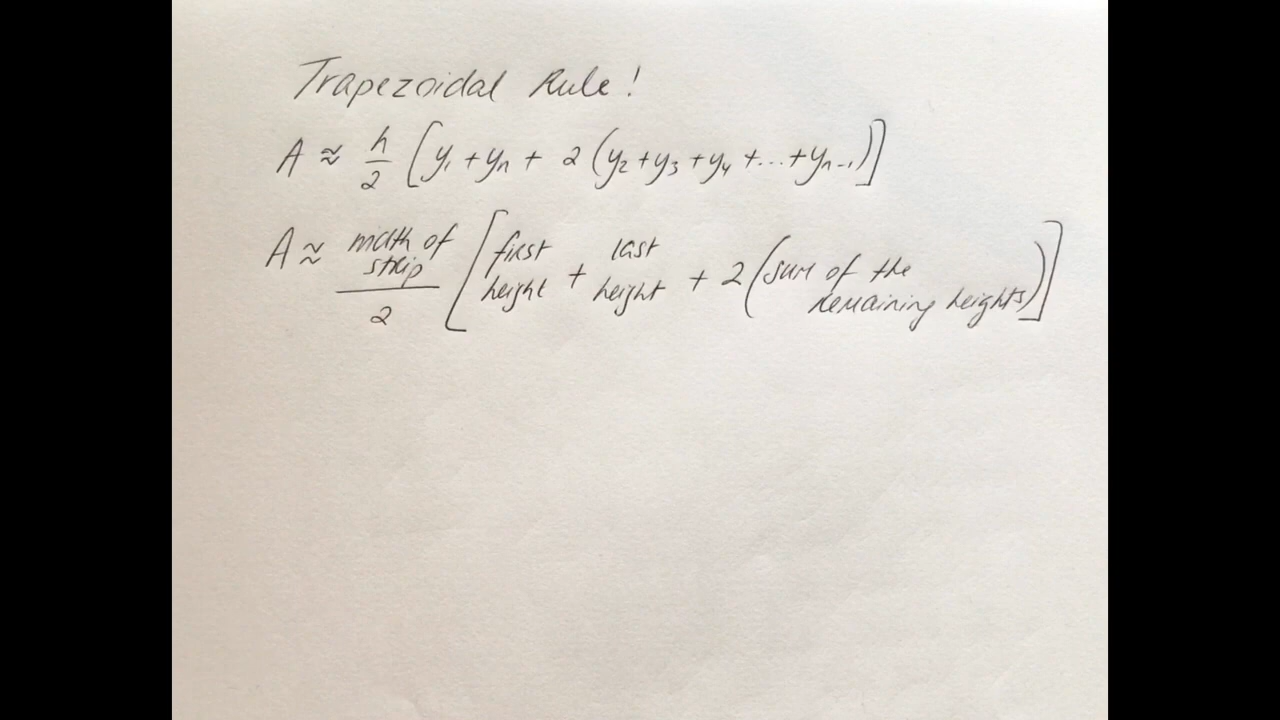 Trapezoidal Rule!
A ≈ h/2 [y₁ + yₙ + 2 (y₂ + y₃ + y₄ + ... + yₙ₋₁)]
A ≈ width of strip/2 [first height + last height + 2 (sum of the remaining heights)]